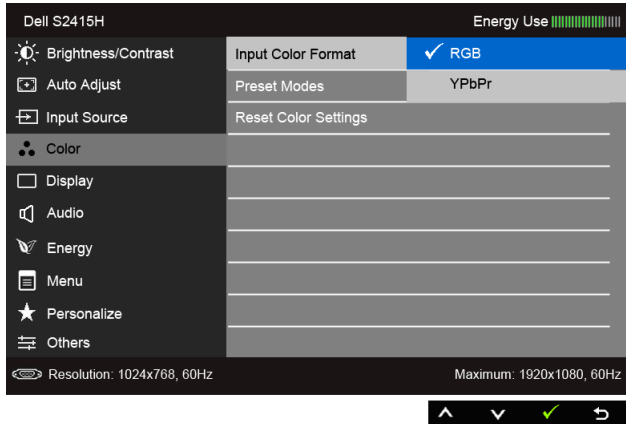 Dell S2415H
Energy Use
Brightness/Contrast
Input Color Format
RGB
Auto Adjust
Preset Modes
YPbPr
Input Source
Reset Color Settings
Color
Display
Audio
Energy
Menu
Personalize
Others
Resolution: 1024x768, 60Hz
Maximum: 1920x1080, 60Hz